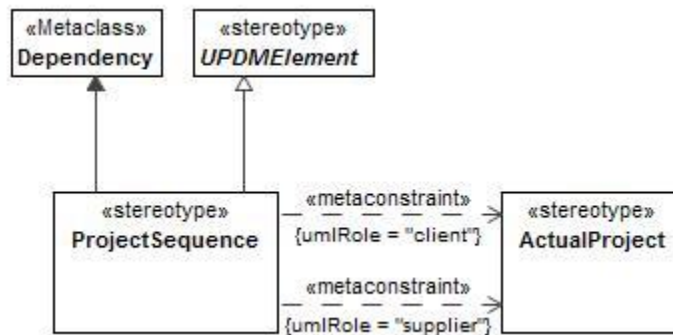 «Metaclass»
Dependency
«stereotype»
UPDMElement
«stereotype»
ProjectSequence
«metaconstraint»
{umlRole = "client"}
«metaconstraint»
{umlRole = "supplier"}
«stereotype»
ActualProject